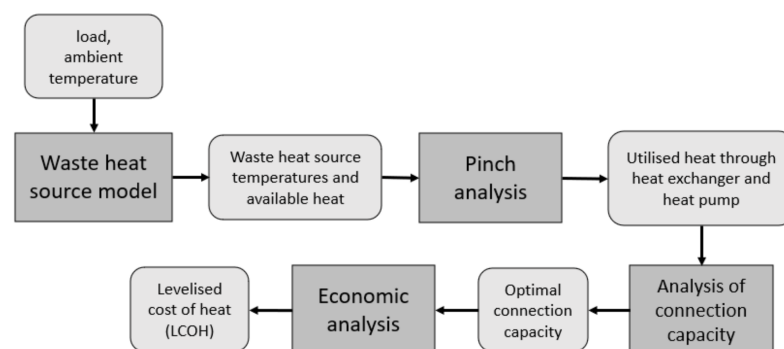 load,
ambient
temperature
Waste heat
source model
Waste heat source
temperatures and
available heat
Pinch
analysis
Utilised heat through
heat exchanger and
heat pump
Analysis of
connection
capacity
Optimal
connection
capacity
Economic
analysis
Levelised
cost of heat
(LCOH)